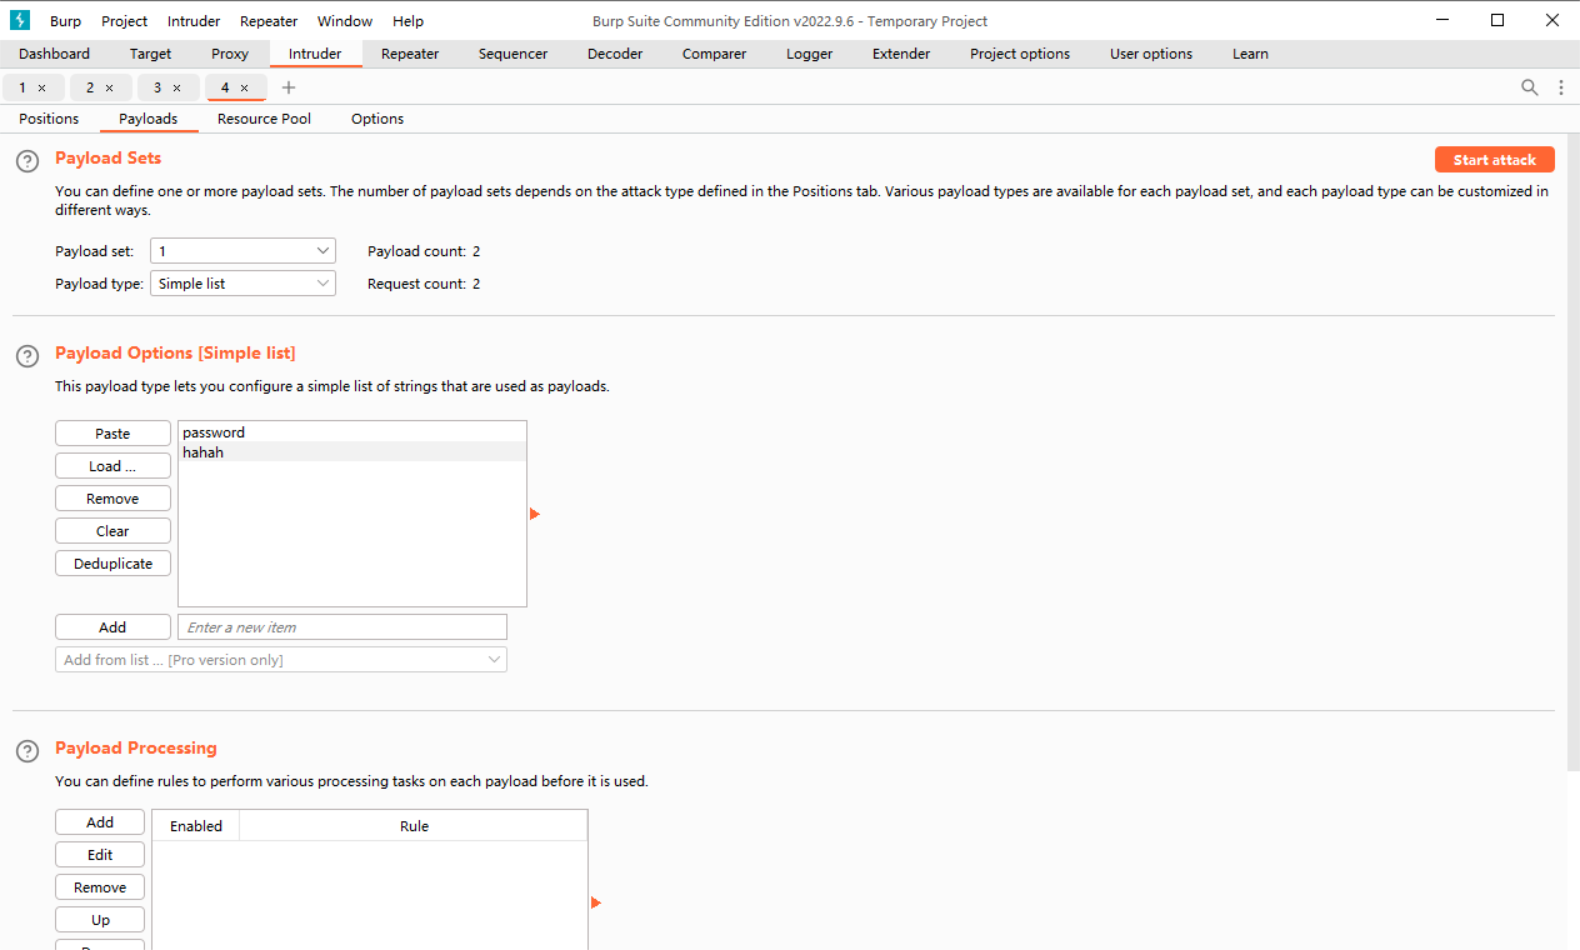 Burp Project Intruder Repeater Window Help Burp Suite Community Edition v2022.9.6 - Temporary Project
Dashboard Target Proxy Intruder Repeater Sequencer Decoder Comparer Logger Extender Project options User options Learn
1 × 2 × 3 × 4 × +
Positions Payloads Resource Pool Options
? Payload Sets Start attack
You can define one or more payload sets. The number of payload sets depends on the attack type defined in the Positions tab. Various payload types are available for each payload set, and each payload type can be customized in
different ways.
Payload set: 1 Payload count: 2
Payload type: Simple list Request count: 2
? Payload Options [Simple list]
This payload type lets you configure a simple list of strings that are used as payloads.
Paste password
hahah
Load ...
Remove
Clear
Deduplicate
Add Enter a new item
Add from list ... [Pro version only]
? Payload Processing
You can define rules to perform various processing tasks on each payload before it is used.
Add Enabled Rule
Edit
Remove
Up